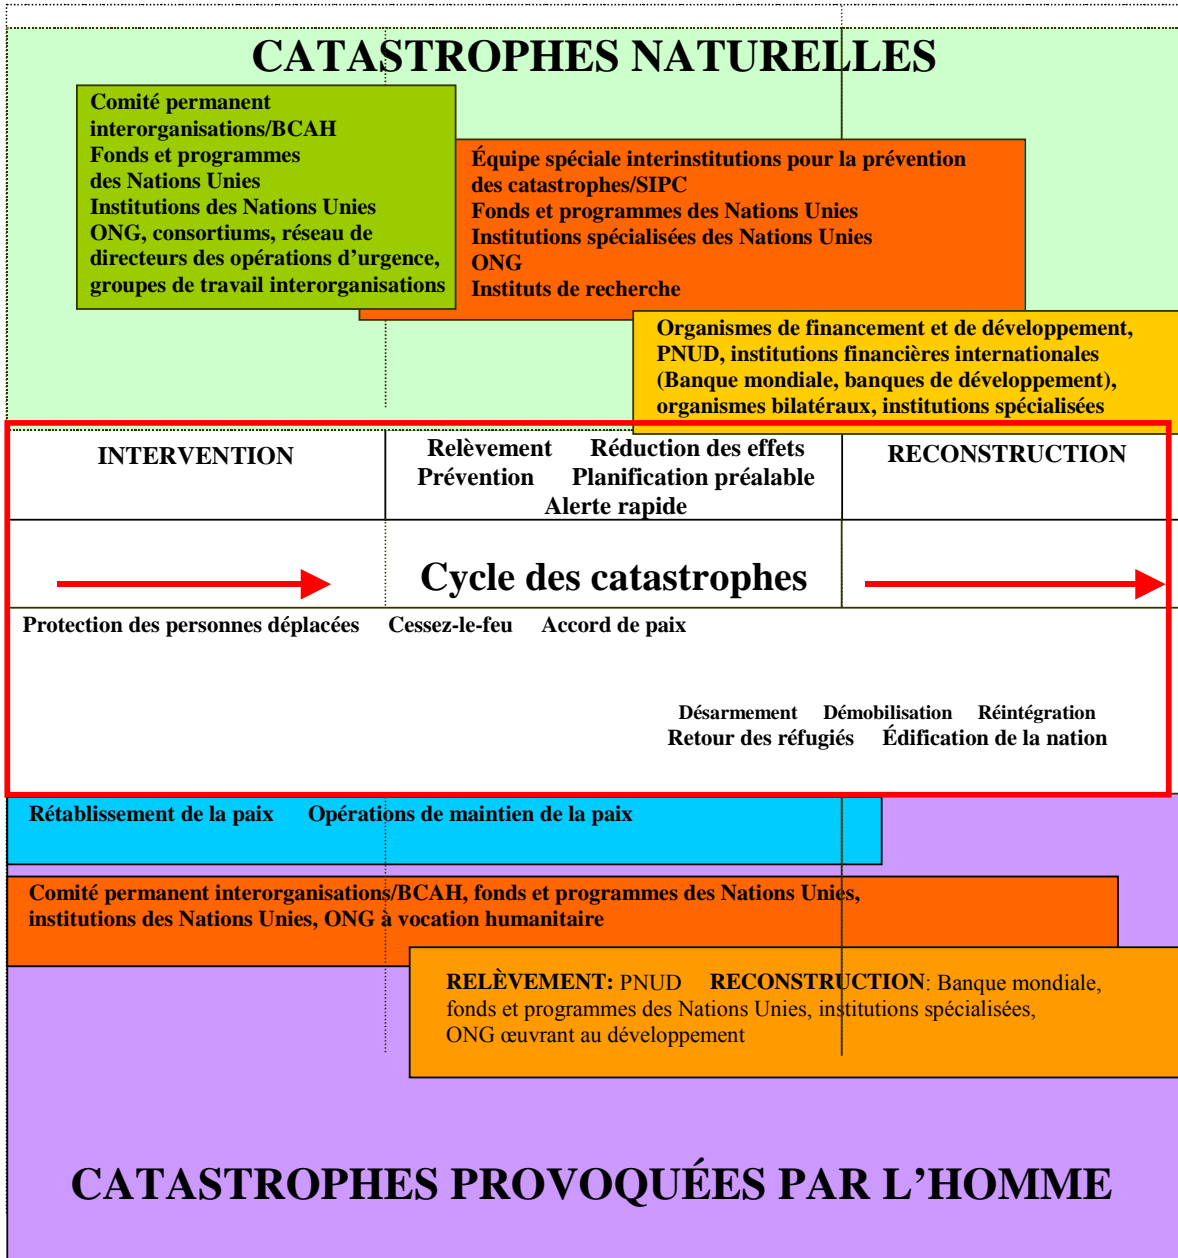 CATASTROPHES NATURELLES
Comité permanent
interorganisations/BCAH
Fonds et programmes
des Nations Unies
Institutions des Nations Unies
ONG, consortiums, réseau de
directeurs des opérations d’urgence,
groupes de travail interorganisations
Équipe spéciale interinstitutions pour la prévention
des catastrophes/SIPC
Fonds et programmes des Nations Unies
Institutions spécialisées des Nations Unies
ONG
Instituts de recherche
Organismes de financement et de développement,
PNUD, institutions financières internationales
(Banque mondiale, banques de développement),
organismes bilatéraux, institutions spécialisées
INTERVENTION
Relèvement Réduction des effets
Prévention Planification préalable
Alerte rapide
RECONSTRUCTION
Cycle des catastrophes
Protection des personnes déplacées Cessez-le-feu Accord de paix
Désarmement Démobilisation Réintégration
Retour des réfugiés Édification de la nation
Rétablissement de la paix Opérations de maintien de la paix
Comité permanent interorganisations/BCAH, fonds et programmes des Nations Unies,
institutions des Nations Unies, ONG à vocation humanitaire
RELÈVEMENT: PNUD RECONSTRUCTION: Banque mondiale,
fonds et programmes des Nations Unies, institutions spécialisées,
ONG œuvrant au développement
CATASTROPHES PROVOQUÉES PAR L’HOMME